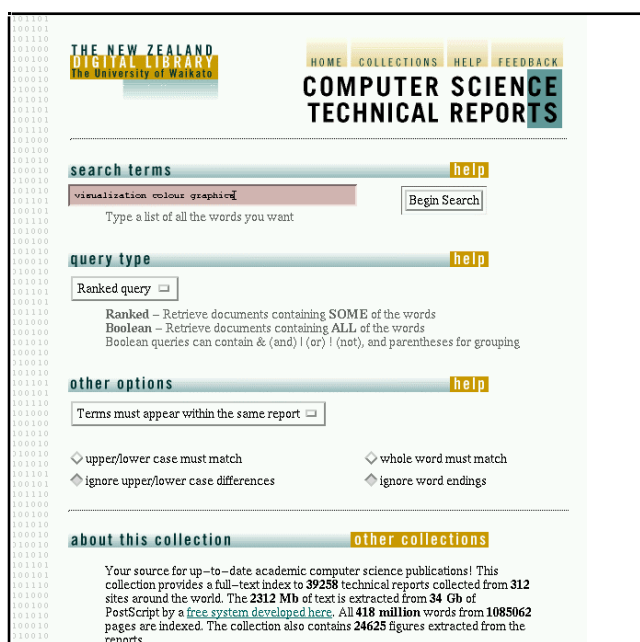 THE NEW ZEALAND
DIGITAL LIBRARY
The University of Waikato
HOME COLLECTIONS HELP FEEDBACK
COMPUTER SCIENCE
TECHNICAL REPORTS
search terms help
visualization colour graphics
Begin Search
Type a list of all the words you want
query type help
Ranked query
Ranked – Retrieve documents containing SOME of the words
Boolean – Retrieve documents containing ALL of the words
Boolean queries can contain & (and) | (or) ! (not), and parentheses for grouping
other options help
Terms must appear within the same report
upper/lower case must match whole word must match
ignore upper/lower case differences ignore word endings
about this collection other collections
Your source for up–to–date academic computer science publications! This
collection provides a full–text index to 39258 technical reports collected from 312
sites around the world. The 2312 Mb of text is extracted from 34 Gb of
PostScript by a free system developed here. All 418 million words from 1085062
pages are indexed. The collection also contains 24625 figures extracted from the
reports.